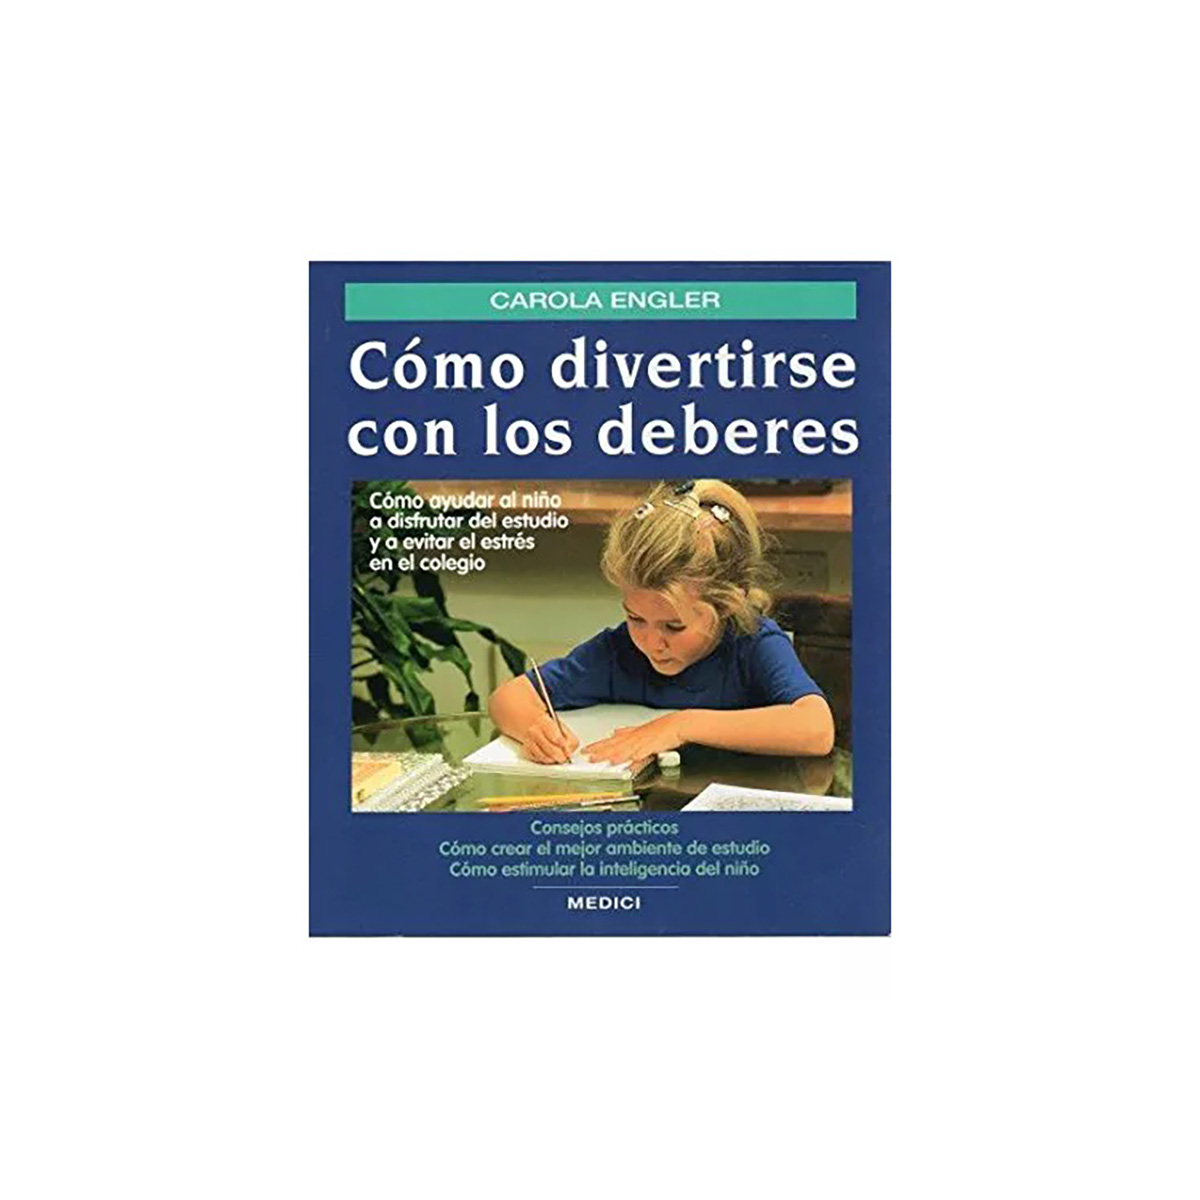 CAROLA ENGLER
Cómo divertirse
con los deberes
Cómo ayudar al niño
a disfrutar del estudio
y a evitar el estrés
en el colegio
Consejos prácticos
Cómo crear el mejor ambiente de estudio
Cómo estimular la inteligencia del niño
MEDICI